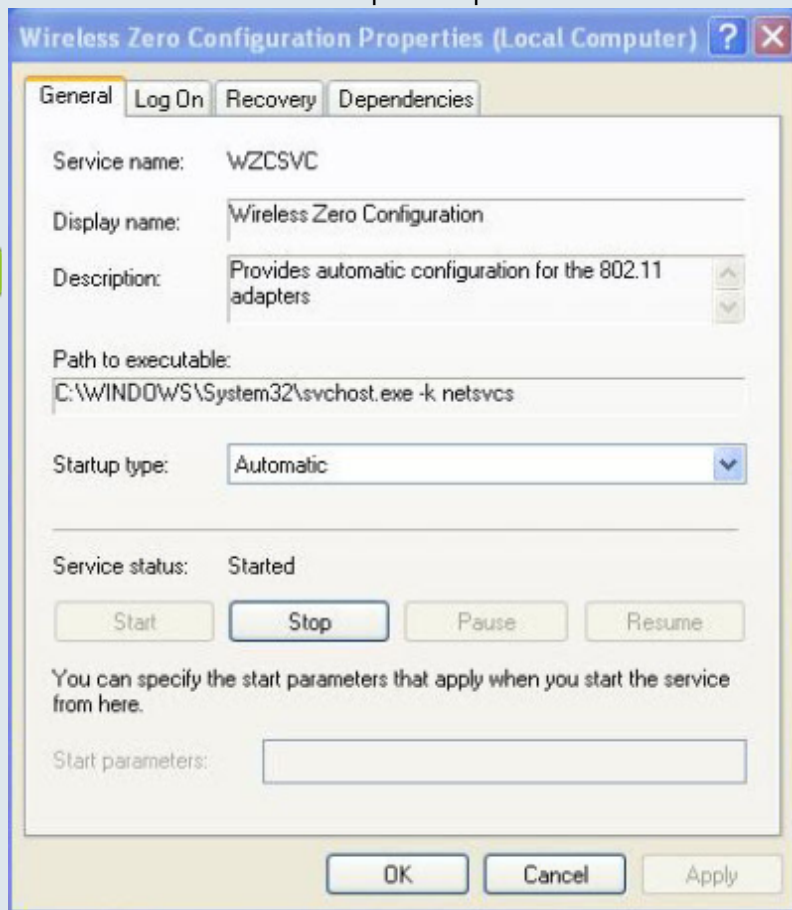 Wireless Zero Configuration Properties (Local Computer)
General Log On Recovery Dependencies
Service name: WZCSVC
Display name: Wireless Zero Configuration
Description: Provides automatic configuration for the 802.11
adapters
Path to executable:
C:\WINDOWS\System32\svchost.exe -k netsvcs
Startup type: Automatic
Service status: Started
Start Stop Pause Resume
You can specify the start parameters that apply when you start the service
from here.
Start parameters:
OK Cancel Apply